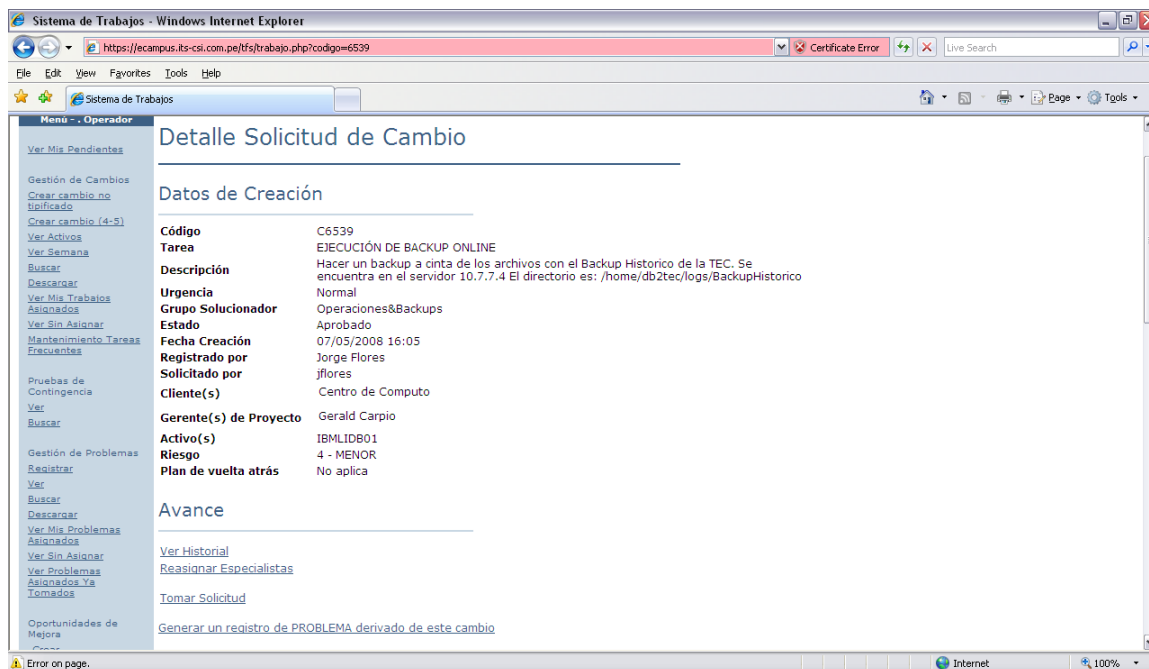 Sistema de Trabajos - Windows Internet Explorer
https://ecampus.its-csi.com.pe/tfs/trabajo.php?codigo=6539
Certificate Error
Live Search
File Edit View Favorites Tools Help
Sistema de Trabajos
Page
Tools
Menú - . Operador
Ver Mis Pendientes
Gestión de Cambios
Crear cambio no
tipificado
Crear cambio (4-5)
Ver Activos
Ver Semana
Buscar
Descargar
Ver Mis Trabajos
Asignados
Ver Sin Asignar
Mantenimiento Tareas
Frecuentes
Pruebas de
Contingencia
Ver
Buscar
Gestión de Problemas
Registrar
Ver
Buscar
Descargar
Ver Mis Problemas
Asignados
Ver Sin Asignar
Ver Problemas
Asignados Ya
Tomados
Oportunidades de
Mejora
Detalle Solicitud de Cambio
Datos de Creación
Código C6539
Tarea EJECUCIÓN DE BACKUP ONLINE
Descripción Hacer un backup a cinta de los archivos con el Backup Historico de la TEC. Se
encuentra en el servidor 10.7.7.4 El directorio es: /home/db2tec/logs/BackupHistorico
Urgencia Normal
Grupo Solucionador Operaciones&Backups
Estado Aprobado
Fecha Creación 07/05/2008 16:05
Registrado por Jorge Flores
Solicitado por jflores
Cliente(s) Centro de Computo
Gerente(s) de Proyecto Gerald Carpio
Activo(s) IBMLIDB01
Riesgo 4 - MENOR
Plan de vuelta atrás No aplica
Avance
Ver Historial
Reasignar Especialistas
Tomar Solicitud
Generar un registro de PROBLEMA derivado de este cambio
Error on page.
Internet
100%